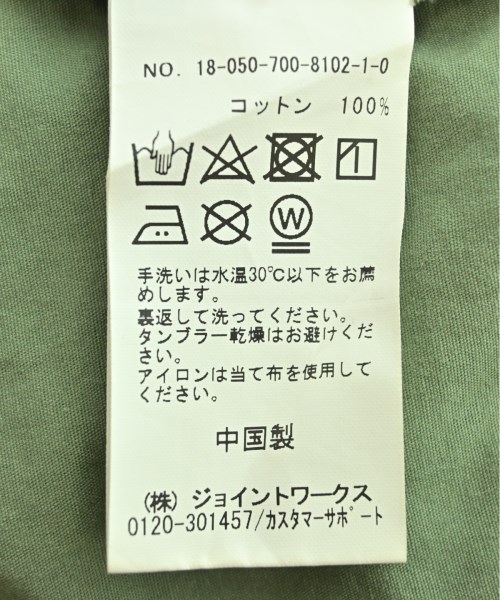 NO. 18-050-700-8102-1-0
コットン 100%
W
手洗いは水温30℃以下をお薦
めします。
裏返して洗ってください。
タンブラー乾燥はお避けくだ
さい。
アイロンは当て布を使用して
ください。
中国製
(株) ジョイントワークス
0120-301457/カスタマーサポート